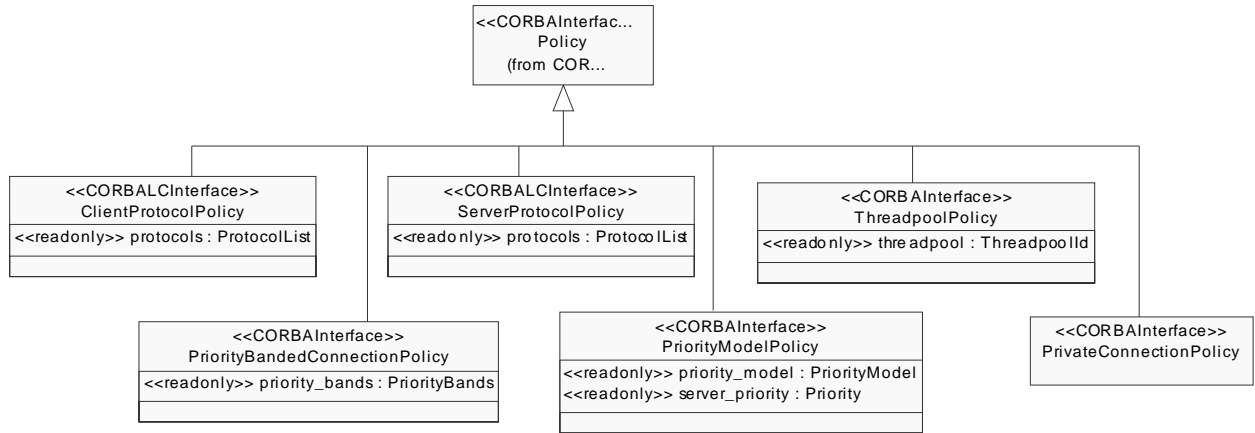 <<CORBAInterfac...
Policy
(from COR...
<<CORBALCInterface>>
ClientProtocolPolicy
<<readonly>> protocols : ProtocolList
<<CORBALCInterface>>
ServerProtocolPolicy
<<readonly>> protocols : ProtocolList
<<CORBAInterface>>
ThreadpoolPolicy
<<readonly>> threadpool : ThreadpoolId
<<CORBAInterface>>
PriorityBandedConnectionPolicy
<<readonly>> priority_bands : PriorityBands
<<CORBAInterface>>
PriorityModelPolicy
<<readonly>> priority_model : PriorityModel
<<readonly>> server_priority : Priority
<<CORBAInterface>>
PrivateConnectionPolicy